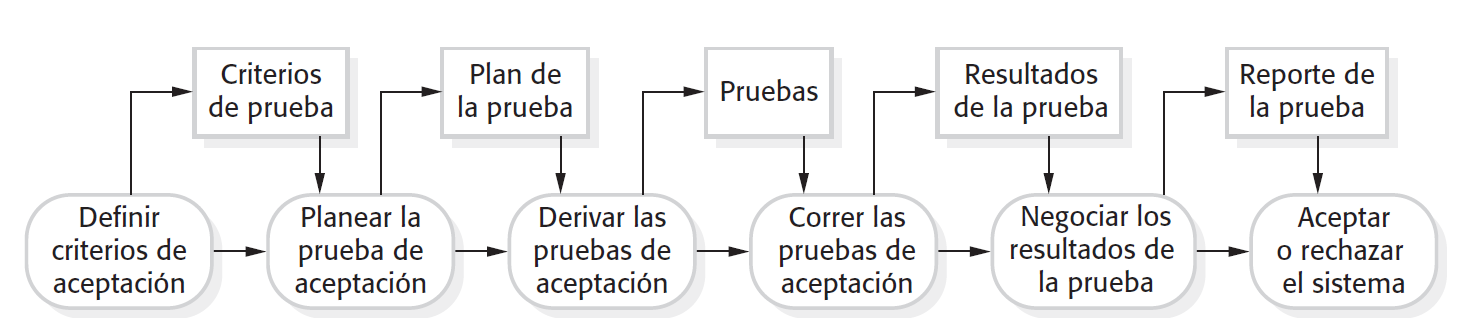 Criterios
de prueba
Plan de
la prueba
Pruebas
Resultados
de la prueba
Reporte de
la prueba
Definir
criterios de
aceptación
Planear la
prueba de
aceptación
Derivar las
pruebas de
aceptación
Correr las
pruebas de
aceptación
Negociar los
resultados de
la prueba
Aceptar
o rechazar
el sistema